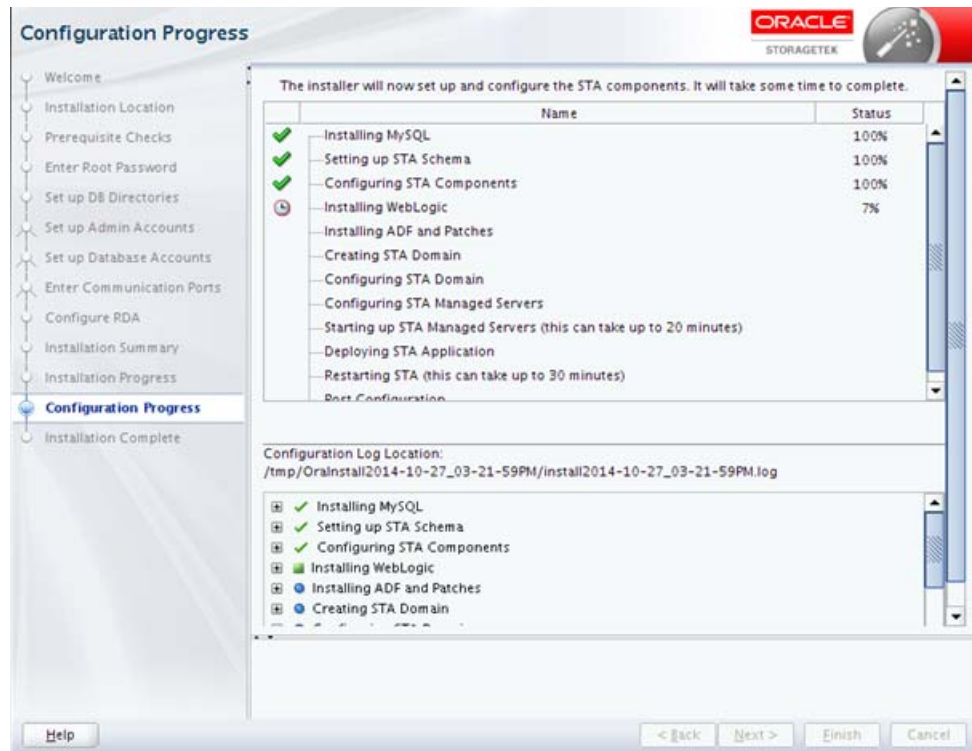 Configuration Progress
ORACLE
STORAGETEK
Welcome
Installation Location
Prerequisite Checks
Enter Root Password
Set up DB Directories
Set up Admin Accounts
Set up Database Accounts
Enter Communication Ports
Configure RDA
Installation Summary
Installation Progress
Configuration Progress
Installation Complete
The installer will now set up and configure the STA components. It will take some time to complete.
Name Status
Installing MySQL 100%
Setting up STA Schema 100%
Configuring STA Components 100%
Installing WebLogic 7%
Installing ADF and Patches
Creating STA Domain
Configuring STA Domain
Configuring STA Managed Servers
Starting up STA Managed Servers (this can take up to 20 minutes)
Deploying STA Application
Restarting STA (this can take up to 30 minutes)
Port Configuration
Configuration Log Location:
/tmp/OraInstall2014-10-27_03-21-59PM/install2014-10-27_03-21-59PM.log
Installing MySQL
Setting up STA Schema
Configuring STA Components
Installing WebLogic
Installing ADF and Patches
Creating STA Domain
Help
< Back
Next >
Finish
Cancel